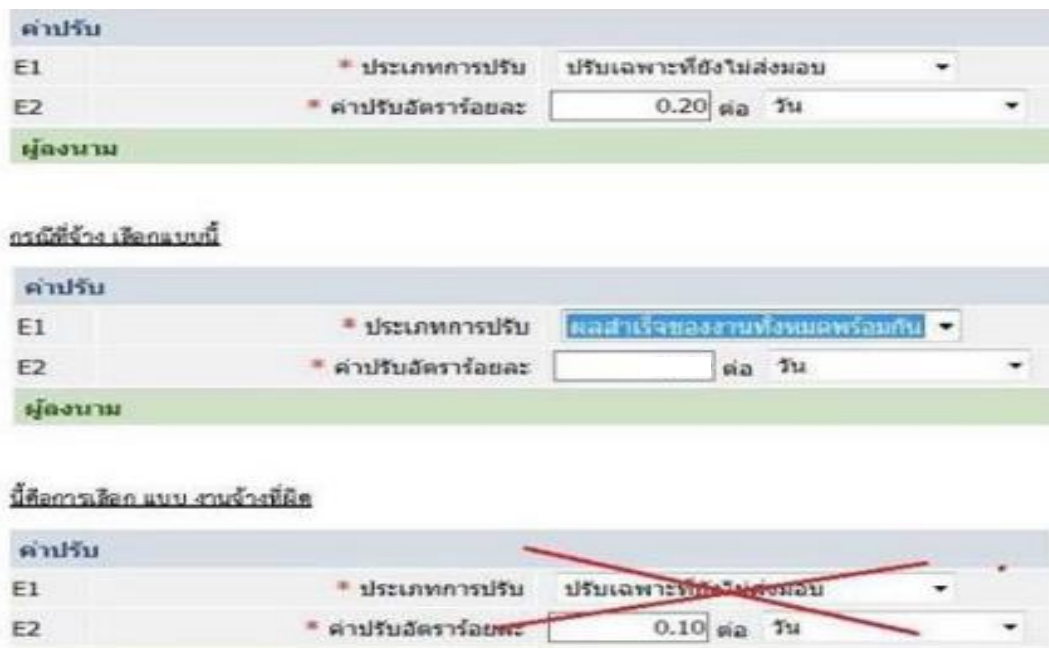 ค่าปรับ
E1 * ประเภทการปรับ ปรับเฉพาะที่ยังไม่ส่งมอบ
E2 * ค่าปรับอัตราร้อยละ 0.20 ต่อ วัน
ผู้ลงนาม
กรณีที่จ้าง เลือกแบบนี้
ค่าปรับ
E1 * ประเภทการปรับ ผลสำเร็จของงานทั้งหมดพร้อมกัน
E2 * ค่าปรับอัตราร้อยละ ต่อ วัน
ผู้ลงนาม
นี้คือการเลือก แบบ งานจ้างที่ผิด
ค่าปรับ
E1 * ประเภทการปรับ ปรับเฉพาะที่ยังไม่ส่งมอบ
E2 * ค่าปรับอัตราร้อยละ 0.10 ต่อ วัน